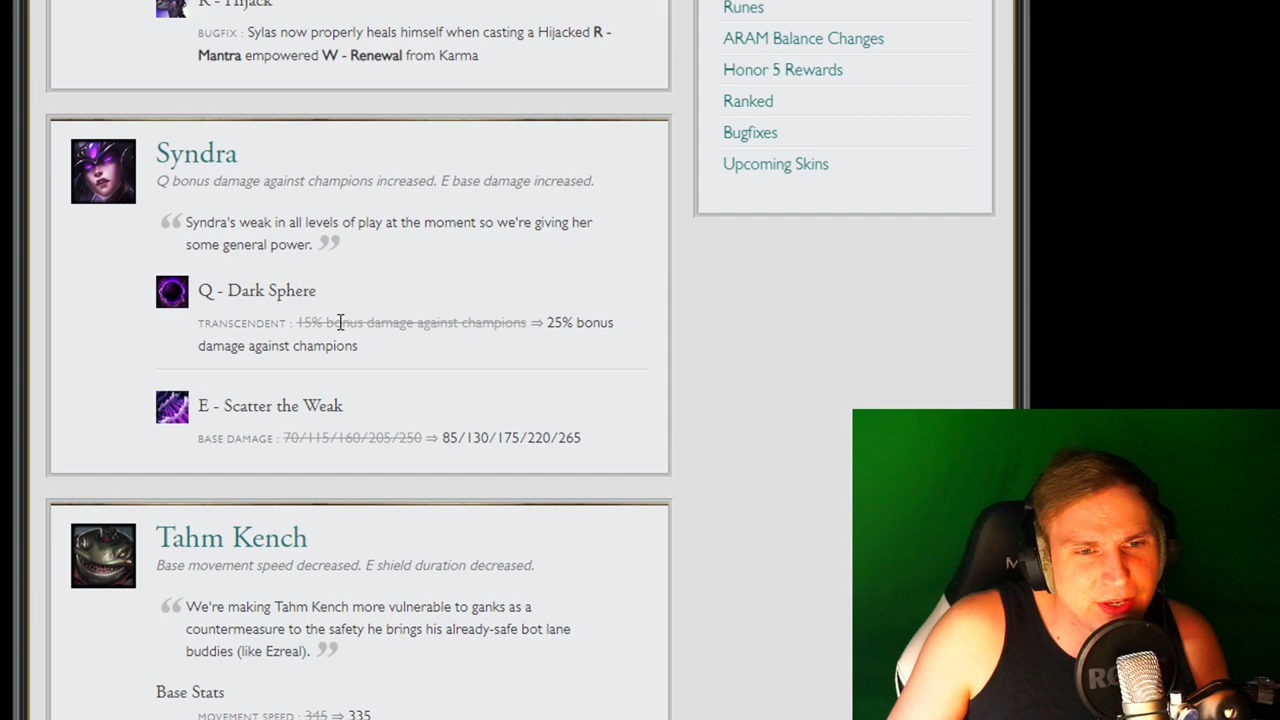 R - Hijack
BUGFIX : Sylas now properly heals himself when casting a Hijacked R -
Mantra empowered W - Renewal from Karma
Syndra
Q bonus damage against champions increased. E base damage increased.
“ Syndra's weak in all levels of play at the moment so we're giving her
some general power. ”
Q - Dark Sphere
TRANSCENDENT : 15% bonus damage against champions ⇒ 25% bonus
damage against champions
E - Scatter the Weak
BASE DAMAGE : 70/115/160/205/250 ⇒ 85/130/175/220/265
Tahm Kench
Base movement speed decreased. E shield duration decreased.
“ We're making Tahm Kench more vulnerable to ganks as a
countermeasure to the safety he brings his already-safe bot lane
buddies (like Ezreal). ”
Base Stats
MOVEMENT SPEED : 345 ⇒ 335
Runes
ARAM Balance Changes
Honor 5 Rewards
Ranked
Bugfixes
Upcoming Skins